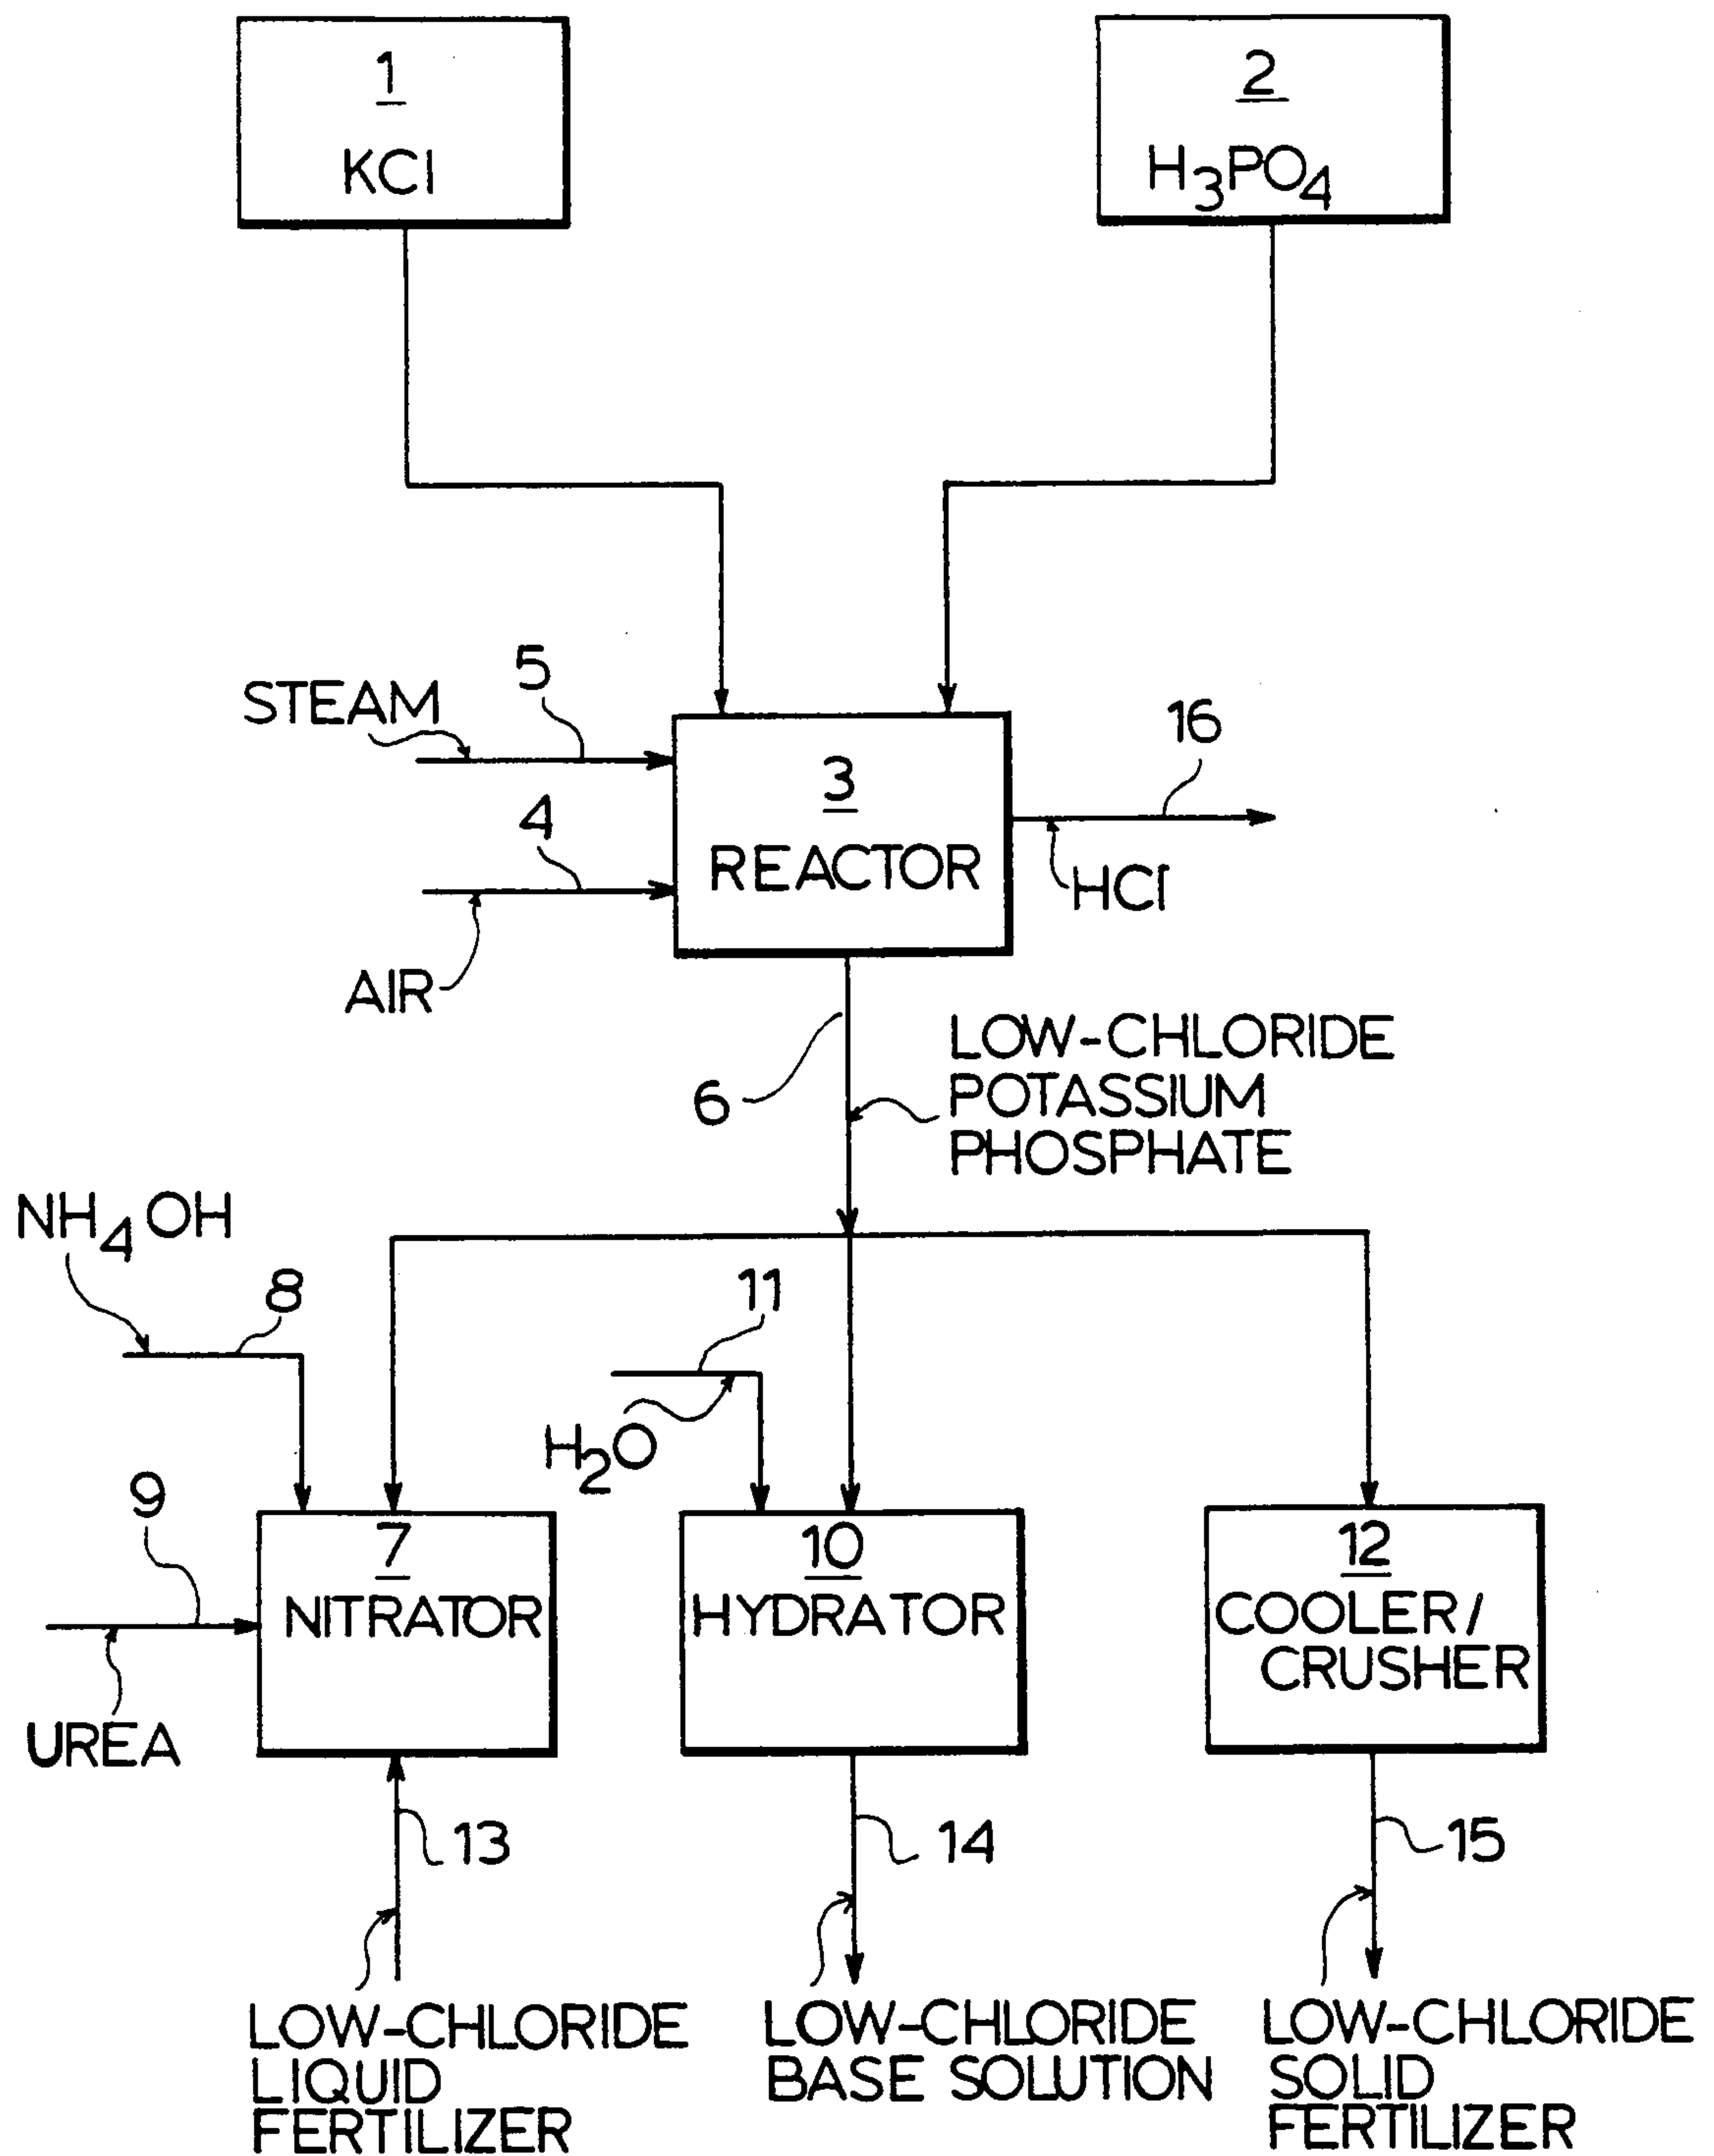 1
KCl
2
H3PO4
STEAM
5
4
AIR
3
REACTOR
16
HCl
6
LOW-CHLORIDE
POTASSIUM
PHOSPHATE
NH4OH
8
11
H2O
9
UREA
7
NITRATOR
10
HYDRATOR
12
COOLER/
CRUSHER
13
14
15
LOW-CHLORIDE
LIQUID
FERTILIZER
LOW-CHLORIDE
BASE SOLUTION
LOW-CHLORIDE
SOLID
FERTILIZER